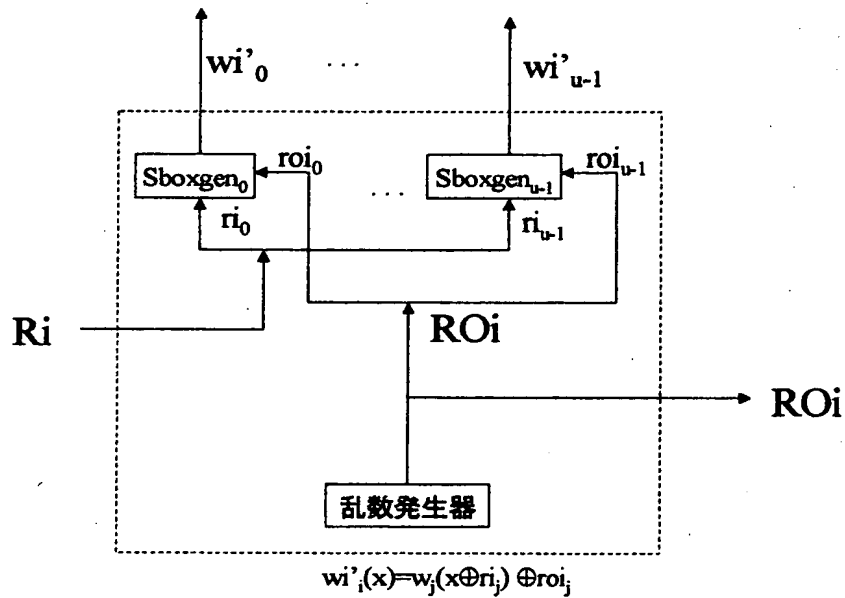 wi'₀ ... wi'ᵤ₋₁
Sboxgen₀ roi₀ ... Sboxgenᵤ₋₁ roiᵤ₋₁
ri₀ riᵤ₋₁
Ri
ROi
ROi
乱数発生器
wi'ᵢ(x)=wⱼ(x⊕riⱼ) ⊕roiⱼ